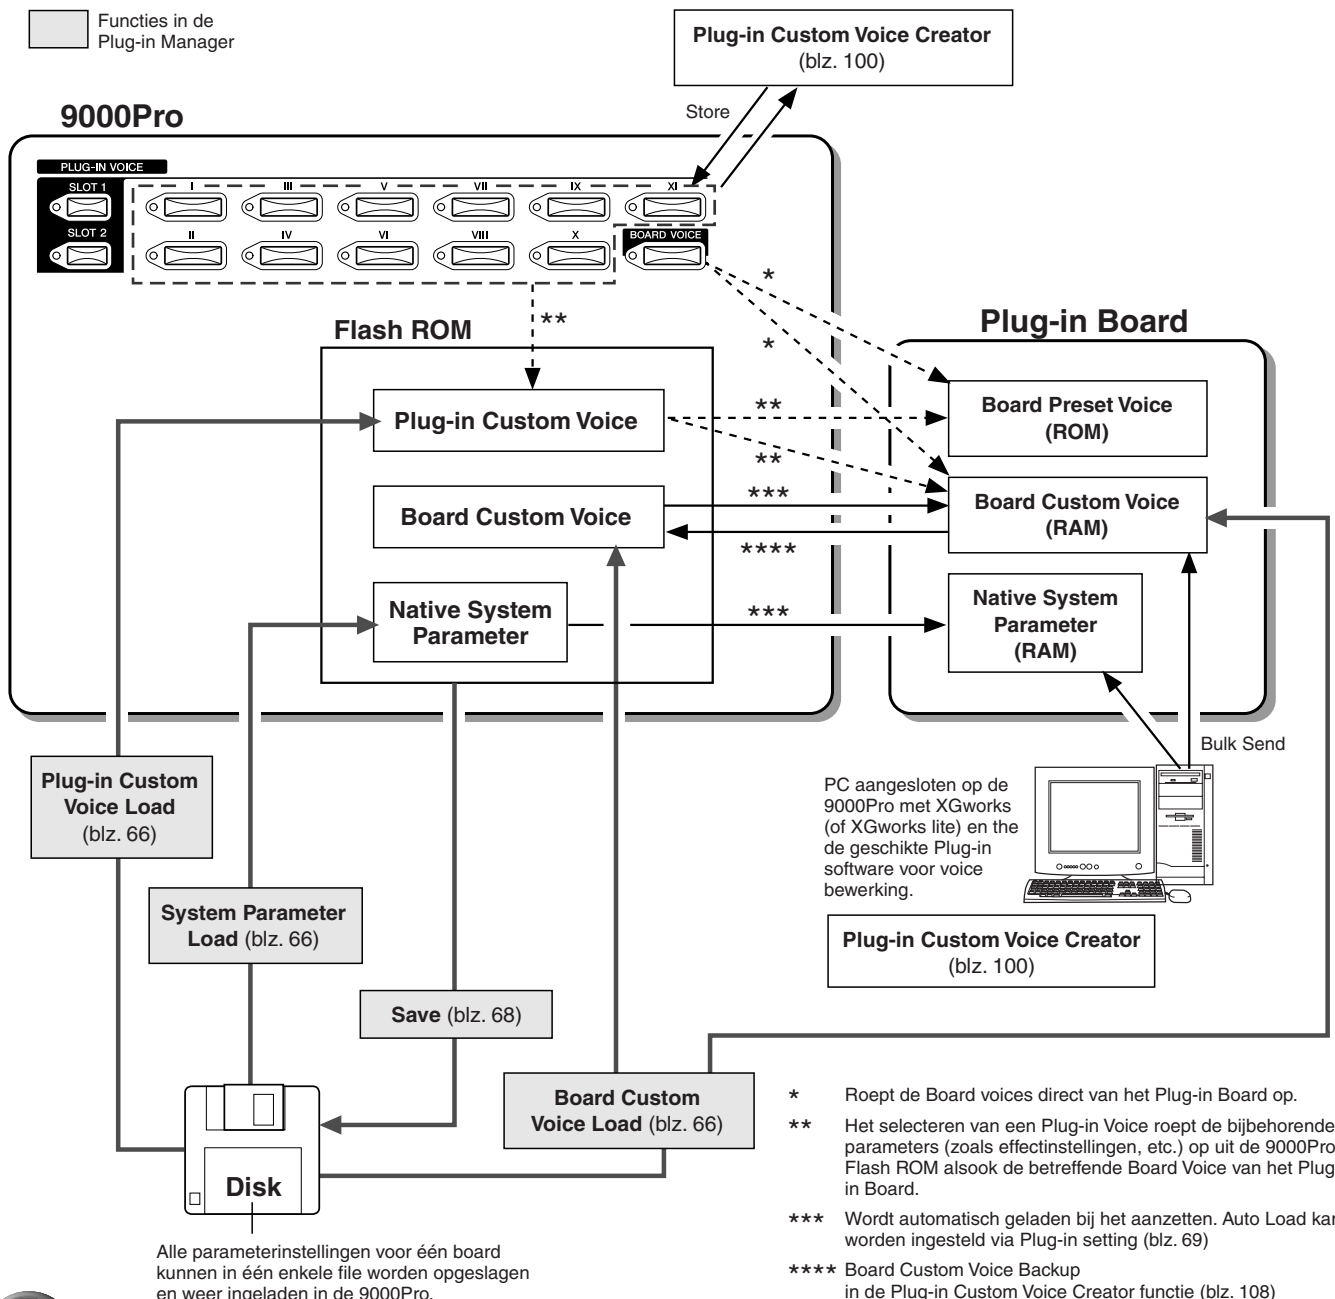 Functies in de
Plug-in Manager
Plug-in Custom Voice Creator
(blz. 100)
Store
9000Pro
PLUG-IN VOICE
SLOT 1
I
III
V
VII
IX
XI
SLOT 2
II
IV
VI
VIII
X
BOARD VOICE
*
**
Flash ROM
*
Plug-in Board
Plug-in Custom Voice
**
Board Preset Voice
(ROM)
**
Board Custom Voice
***
****
Board Custom Voice
(RAM)
Native System
Parameter
***
Native System
Parameter
(RAM)
Bulk Send
Plug-in Custom
Voice Load
(blz. 66)
PC aangesloten op de
9000Pro met XGworks
(of XGworks lite) en the
de geschikte Plug-in
software voor voice
bewerking.
System Parameter
Load (blz. 66)
Plug-in Custom Voice Creator
(blz. 100)
Save (blz. 68)
Board Custom
Voice Load (blz. 66)
Disk
Alle parameterinstellingen voor één board
kunnen in één enkele file worden opgeslagen
en weer ingeladen in de 9000Pro.
* Roept de Board voices direct van het Plug-in Board op.
** Het selecteren van een Plug-in Voice roept de bijbehorende
parameters (zoals effectinstellingen, etc.) op uit de 9000Pro
Flash ROM alsook de betreffende Board Voice van het Plug-
in Board.
*** Wordt automatisch geladen bij het aanzetten. Auto Load kan
worden ingesteld via Plug-in setting (blz. 69)
**** Board Custom Voice Backup
in de Plug-in Custom Voice Creator functie (blz. 108)